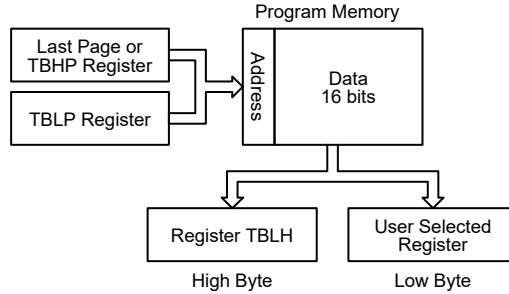 Program Memory
Last Page or
TBHP Register
TBLP Register
Address
Data
16 bits
Register TBLH
User Selected
Register
High Byte
Low Byte